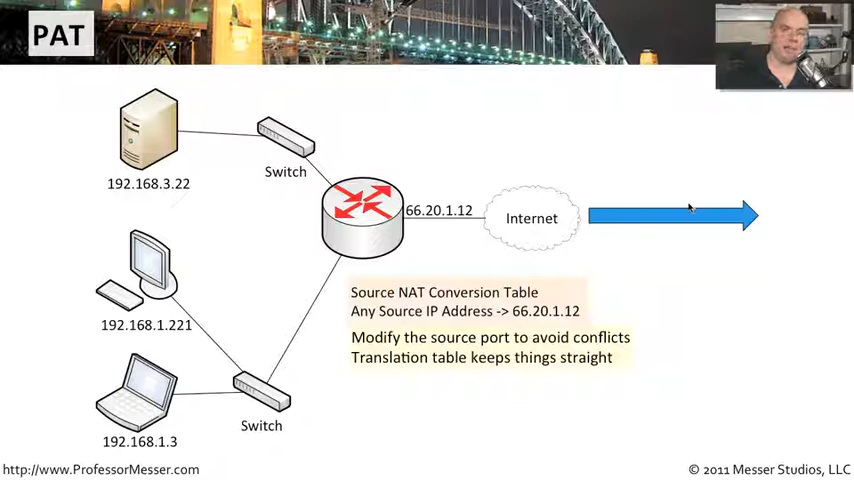 PAT
192.168.3.22
Switch
66.20.1.12
Internet
Source NAT Conversion Table
Any Source IP Address -> 66.20.1.12
192.168.1.221
Modify the source port to avoid conflicts
Translation table keeps things straight
192.168.1.3
Switch
http://www.ProfessorMesser.com
© 2011 Messer Studios, LLC